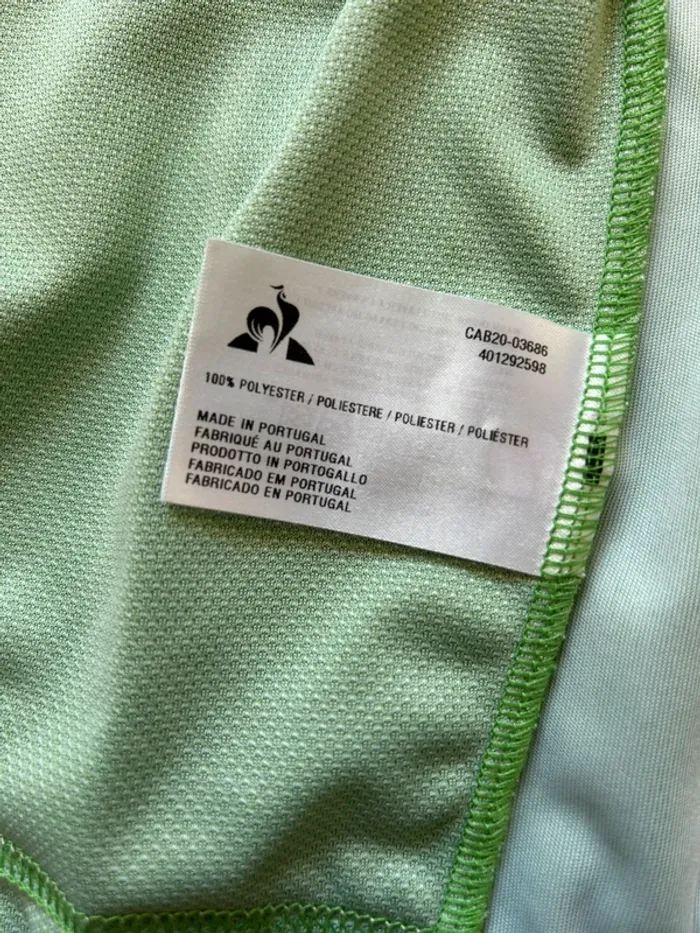 CAB20-03686
401292598
100% POLYESTER / POLIESTERE / POLIESTER / POLIÉSTER
MADE IN PORTUGAL
FABRIQUÉ AU PORTUGAL
PRODOTTO IN PORTOGALLO
FABRICADO EM PORTUGAL
FABRICADO EN PORTUGAL